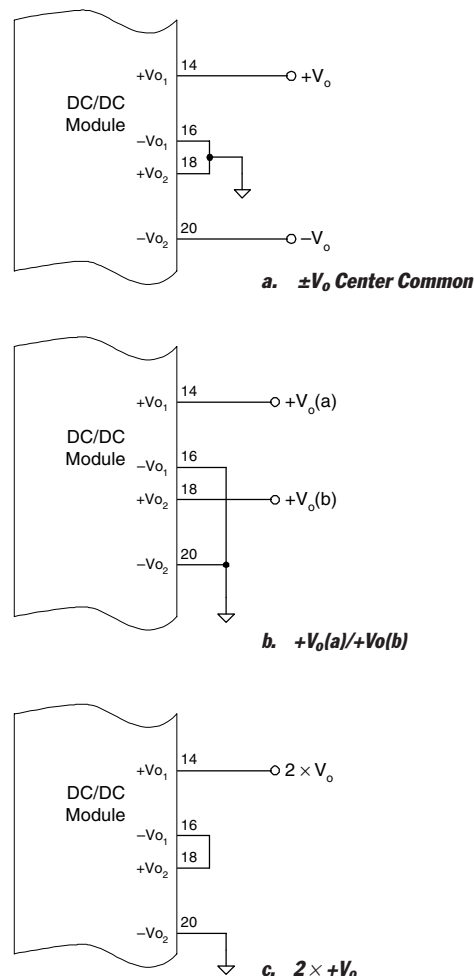 14
+Vo₁
+Vₒ
DC/DC
Module
16
−Vo₁
18
+Vo₂
20
−Vo₂
−Vₒ
a. ±Vₒ Center Common
14
+Vo₁
+Vₒ(a)
DC/DC
Module
16
−Vo₁
18
+Vo₂
+Vₒ(b)
20
−Vo₂
b. +Vₒ(a)/+Vo(b)
14
+Vo₁
2 × Vₒ
DC/DC
Module
16
−Vo₁
18
+Vo₂
20
−Vo₂
c. 2 × +Vₒ